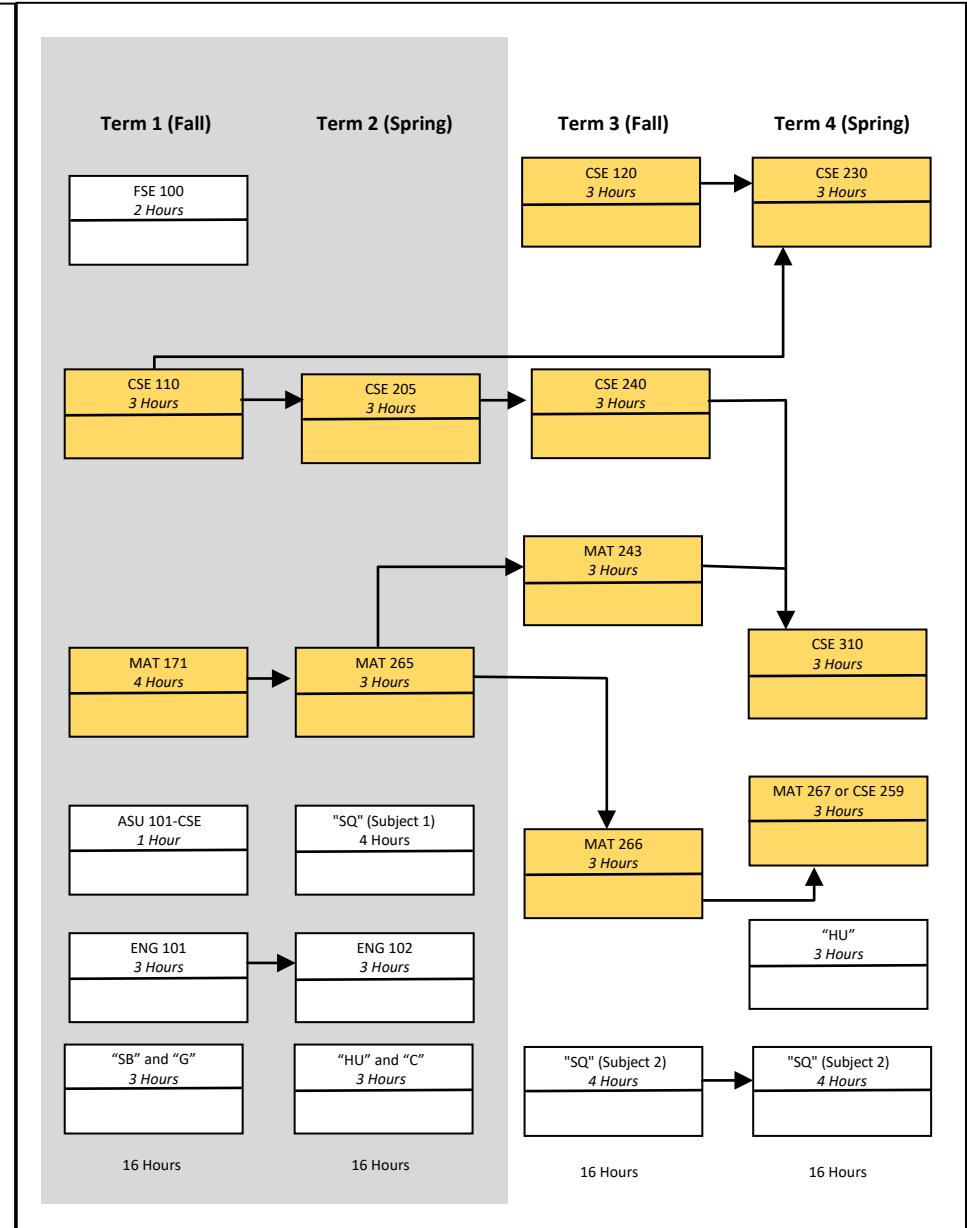 Term 1 (Fall)
Term 2 (Spring)
Term 3 (Fall)
Term 4 (Spring)
CSE 120
3 Hours
CSE 230
3 Hours
FSE 100
2 Hours
CSE 110
3 Hours
CSE 205
3 Hours
CSE 240
3 Hours
MAT 243
3 Hours
CSE 310
3 Hours
MAT 171
4 Hours
MAT 265
3 Hours
MAT 267 or CSE 259
3 Hours
ASU 101-CSE
1 Hour
"SQ" (Subject 1)
4 Hours
MAT 266
3 Hours
“HU”
3 Hours
ENG 101
3 Hours
ENG 102
3 Hours
“SB” and “G”
3 Hours
“HU” and “C”
3 Hours
"SQ" (Subject 2)
4 Hours
"SQ" (Subject 2)
4 Hours
16 Hours
16 Hours
16 Hours
16 Hours